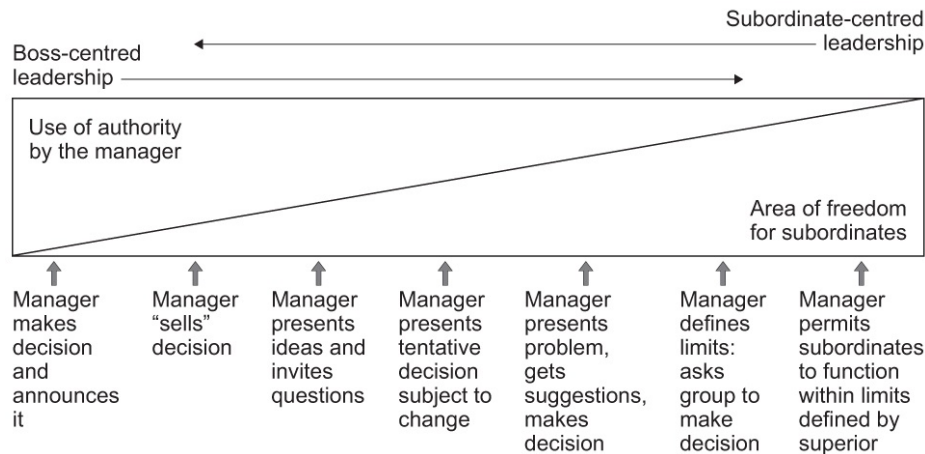 Subordinate-centred
leadership
Boss-centred
leadership
Use of authority
by the manager
Area of freedom
for subordinates
Manager
makes
decision
and
announces
it
Manager
“sells”
decision
Manager
presents
ideas and
invites
questions
Manager
presents
tentative
decision
subject to
change
Manager
presents
problem,
gets
suggestions,
makes
decision
Manager
defines
limits:
asks
group to
make
decision
Manager
permits
subordinates
to function
within limits
defined by
superior